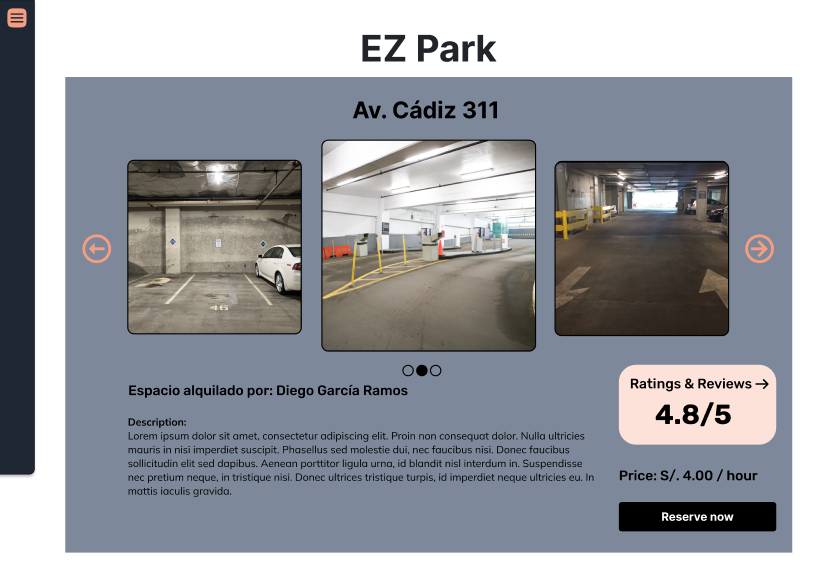 EZ Park
Av. Cádiz 311
46
Espacio alquilado por: Diego García Ramos
Description:
Lorem ipsum dolor sit amet, consectetur adipiscing elit. Proin non consequat dolor. Nulla ultricies
mauris in nisi imperdiet suscipit. Phasellus sed molestie dui, nec faucibus nisi. Donec faucibus
sollicitudin elit sed dapibus. Aenean porttitor ligula urna, id blandit nisl interdum in. Suspendisse
nec pretium neque, in tristique nisi. Donec ultrices tristique turpis, id imperdiet neque ultricies eu. In
mattis iaculis gravida.
Ratings & Reviews →
4.8/5
Price: S/. 4.00 / hour
Reserve now